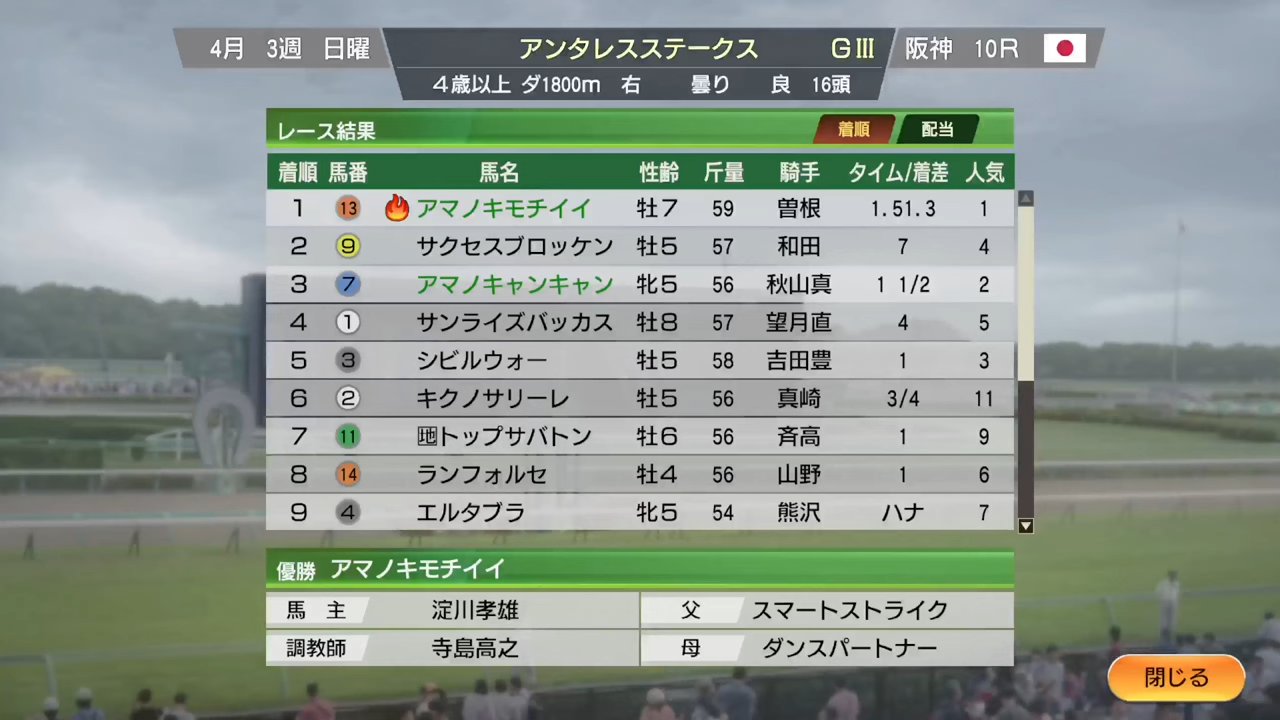 4月 3週 日曜 アンタレスステークス GⅢ 阪神 10R
4歳以上 ダ1800m 右 曇り 良 16頭
レース結果 着順 配当
着順 馬番 馬名 性齢 斤量 騎手 タイム/着差 人気
1 13 アマノキモチイイ 牡7 59 曽根 1.51.3 1
2 9 サクセスブロッケン 牡5 57 和田 7 4
3 7 アマノキャンキャン 牝5 56 秋山真 1 1/2 2
4 1 サンライズバッカス 牡8 57 望月直 4 5
5 3 シビルウォー 牡5 58 吉田豊 1 3
6 2 キクノサリーレ 牡5 56 真崎 3/4 11
7 11 地トップサバトン 牡6 56 斉高 1 9
8 14 ランフォルセ 牡4 56 山野 1 6
9 4 エルタブラ 牝5 54 熊沢 ハナ 7
優勝 アマノキモチイイ
馬主 淀川孝雄 父 スマートストライク
調教師 寺島高之 母 ダンスパートナー
閉じる